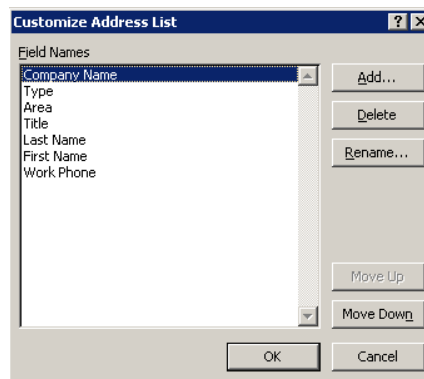 Customize Address List
Field Names
Company Name
Type
Area
Title
Last Name
First Name
Work Phone
Add...
Delete
Rename...
Move Up
Move Down
OK
Cancel